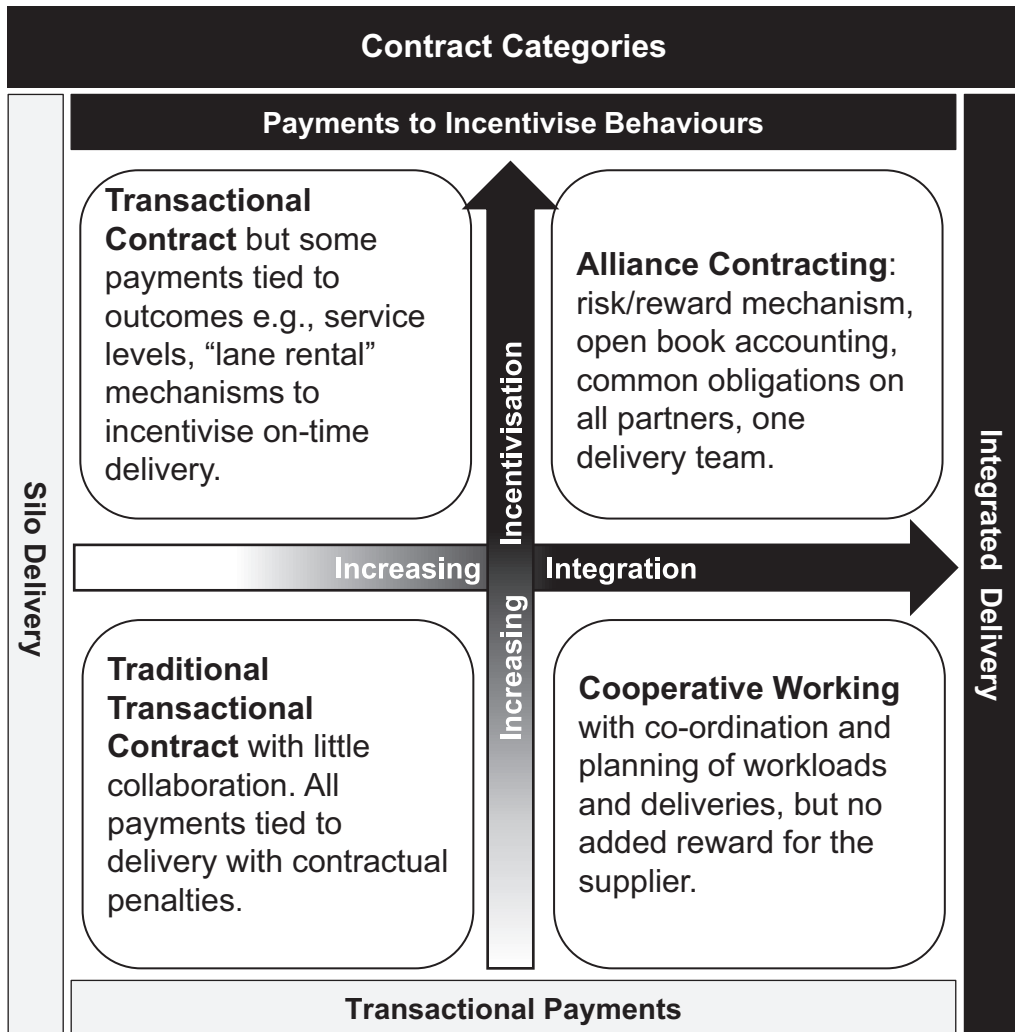 Contract Categories
Payments to Incentivise Behaviours
Silo Delivery
Transactional
Contract but some
payments tied to
outcomes e.g., service
levels, “lane rental”
mechanisms to
incentivise on-time
delivery.
Increasing Incentivisation
Alliance Contracting:
risk/reward mechanism,
open book accounting,
common obligations on
all partners, one
delivery team.
Integrated Delivery
Increasing Integration
Traditional
Transactional
Contract with little
collaboration. All
payments tied to
delivery with contractual
penalties.
Cooperative Working
with co-ordination and
planning of workloads
and deliveries, but no
added reward for the
supplier.
Transactional Payments